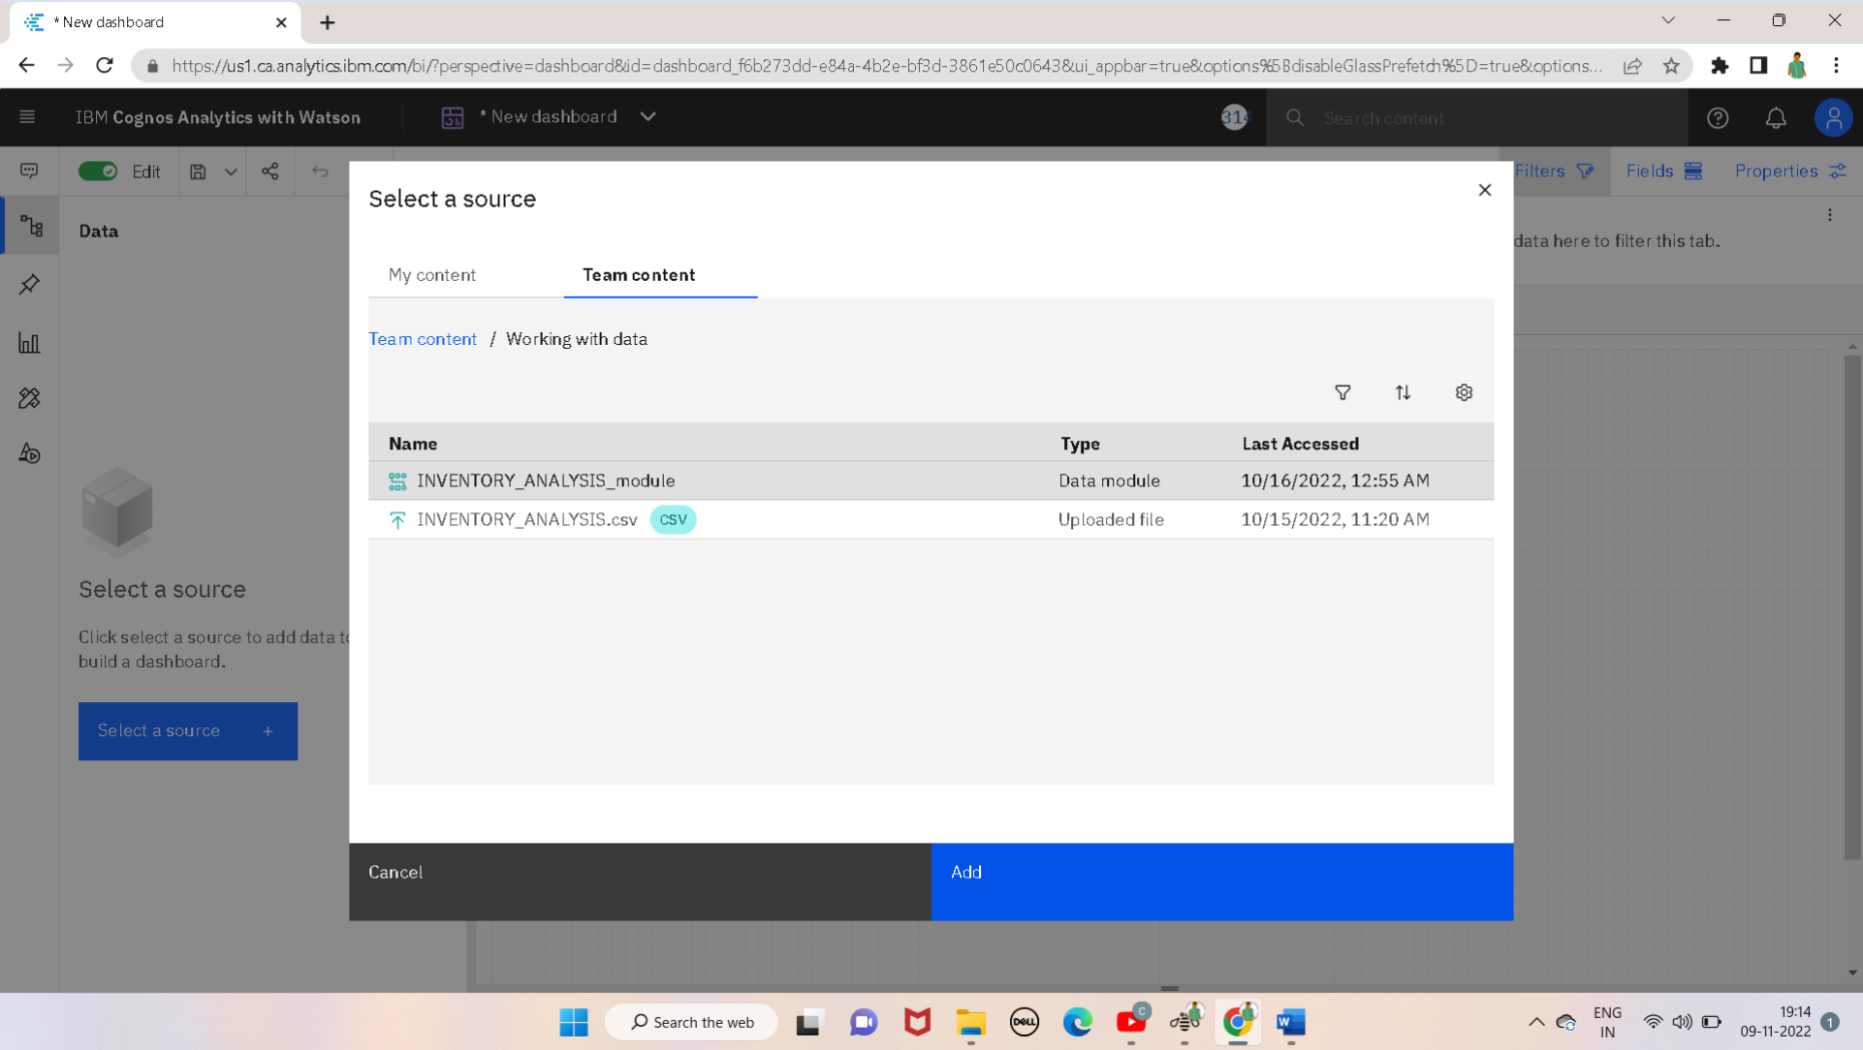 * New dashboard
https://us1.ca.analytics.ibm.com/bi/?perspective=dashboard&id=dashboard_f6b273dd-e84a-4b2e-bf3d-3861e50c0643&ui_appbar=true&options%5BdisableGlassPrefetch%5D=true&options...
IBM Cognos Analytics with Watson
* New dashboard
314
Search content
Edit
Filters
Fields
Properties
Data
Select a source
data here to filter this tab.
My content
Team content
Team content / Working with data
Name Type Last Accessed
INVENTORY_ANALYSIS_module Data module 10/16/2022, 12:55 AM
INVENTORY_ANALYSIS.csv CSV Uploaded file 10/15/2022, 11:20 AM
Select a source
Click select a source to add data to
build a dashboard.
Select a source +
Cancel
Add
Search the web
DELL
C
W
ENG
IN
19:14
09-11-2022
1